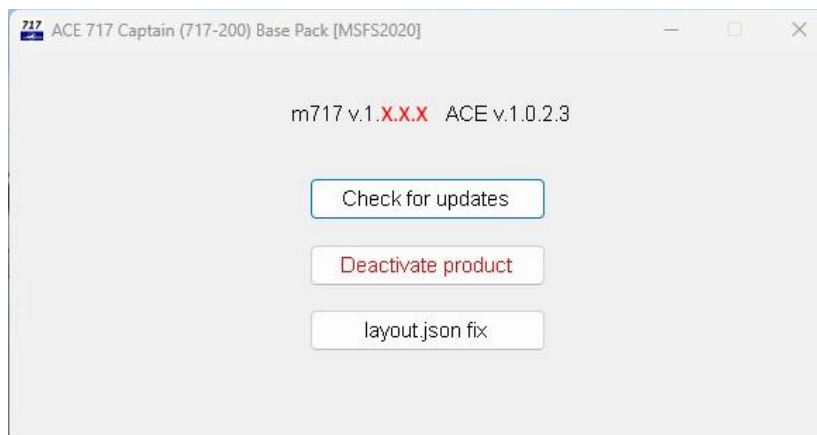 717 ACE 717 Captain (717-200) Base Pack [MSFS2020]
m717 v.1.X.X.X ACE v.1.0.2.3
Check for updates
Deactivate product
layout.json fix